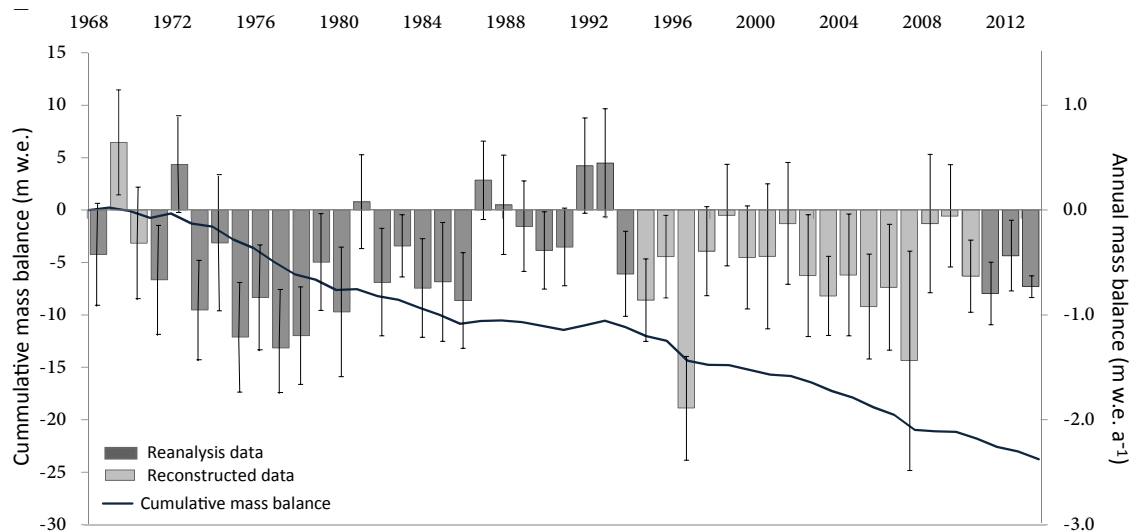 1968 1972 1976 1980 1984 1988 1992 1996 2000 2004 2008 2012
15
10
5
0
-5
-10
-15
-20
-25
-30
Cummulative mass balance (m w.e.)
1.0
0.0
-1.0
-2.0
-3.0
Annual mass balance (m w.e. a⁻¹)
Reanalysis data
Reconstructed data
Cumulative mass balance